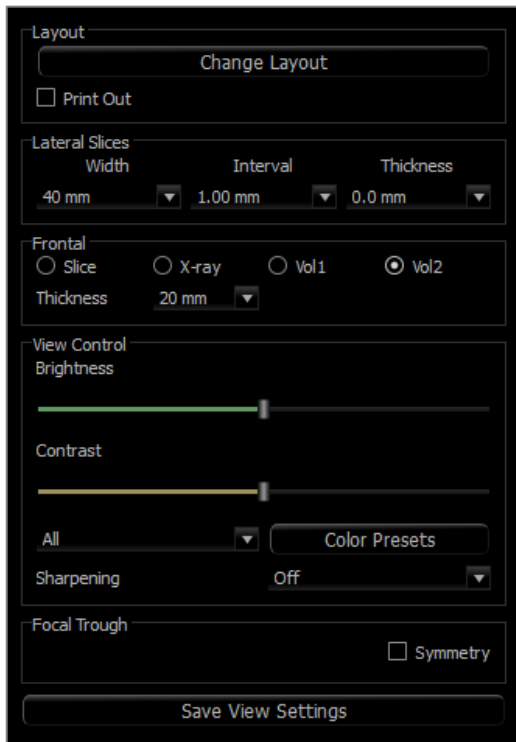 Layout
Change Layout
Print Out
Lateral Slices
Width Interval Thickness
40 mm 1.00 mm 0.0 mm
Frontal
Slice X-ray Vol1 Vol2
Thickness 20 mm
View Control
Brightness
Contrast
All Color Presets
Sharpening Off
Focal Trough
Symmetry
Save View Settings